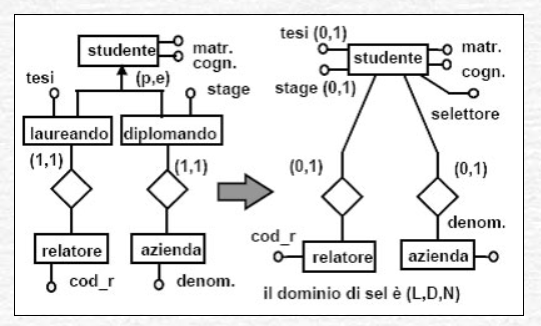 studente
matr.
cogn.
(p,e)
tesi
stage
laureando
diplomando
(1,1)
(1,1)
relatore
azienda
cod_r
denom.
tesi (0,1)
studente
matr.
cogn.
stage (0,1)
selettore
(0,1)
(0,1)
denom.
cod_r
relatore
azienda
il dominio di sel è (L,D,N)